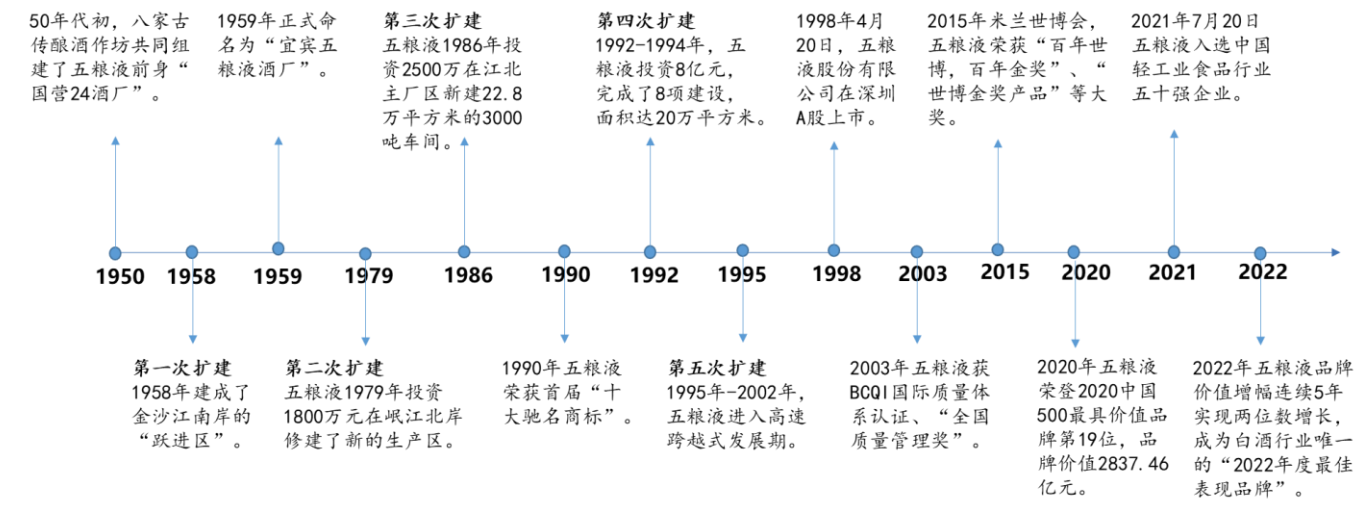 50年代初，八家古
传酿酒作坊共同组
建了五粮液前身“
国营24酒厂”。
1959年正式命
名为“宜宾五
粮液酒厂”。
第三次扩建
五粮液1986年投
资2500万在江北
主厂区新建22.8
万平方米的3000
吨车间。
第四次扩建
1992-1994年，五
粮液投资8亿元，
完成了8项建设，
面积达20万平方米。
1998年4月
20日，五粮
液股份有限
公司在深圳
A股上市。
2015年米兰世博会，
五粮液荣获“百年世
博，百年金奖”、“
世博金奖产品”等大
奖。
2021年7月20日
五粮液入选中国
轻工业食品行业
五十强企业。
1950
1958
1959
1979
1986
1990
1992
1995
1998
2003
2015
2020
2021
2022
第一次扩建
1958年建成了
金沙江南岸的
“跃进区”。
第二次扩建
五粮液1979年投资
1800万元在岷江北岸
修建了新的生产区。
1990年五粮液
荣获首届“十
大驰名商标”。
第五次扩建
1995年-2002年，
五粮液进入高速
跨越式发展期。
2003年五粮液获
BCQI国际质量体
系认证、“全国
质量管理奖”。
2020年五粮液
荣登2020中国
500最具价值品
牌第19位，品
牌价值2837.46
亿元。
2022年五粮液品牌
价值增幅连续5年
实现两位数增长，
成为白酒行业唯一
的“2022年度最佳
表现品牌”。